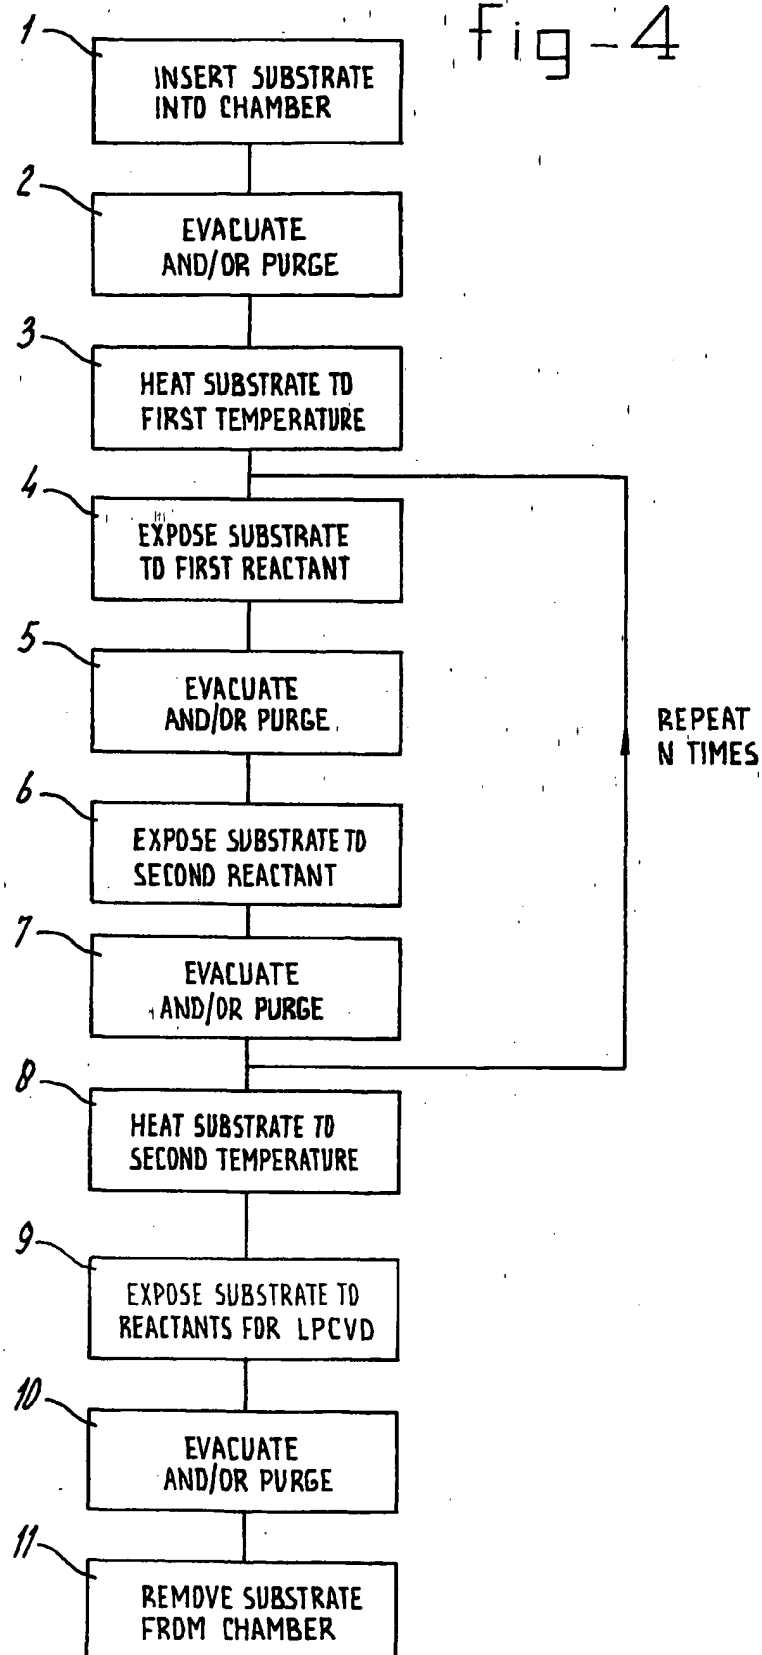 fig-4
1
INSERT SUBSTRATE
INTO CHAMBER
2
EVACUATE
AND/OR PURGE
3
HEAT SUBSTRATE TO
FIRST TEMPERATURE
4
EXPOSE SUBSTRATE
TO FIRST REACTANT
5
EVACUATE
AND/OR PURGE
REPEAT
N TIMES
6
EXPOSE SUBSTRATE TO
SECOND REACTANT
7
EVACUATE
AND/OR PURGE
8
HEAT SUBSTRATE TO
SECOND TEMPERATURE
9
EXPOSE SUBSTRATE TO
REACTANTS FOR LPCVD
10
EVACUATE
AND/OR PURGE
11
REMOVE SUBSTRATE
FROM CHAMBER